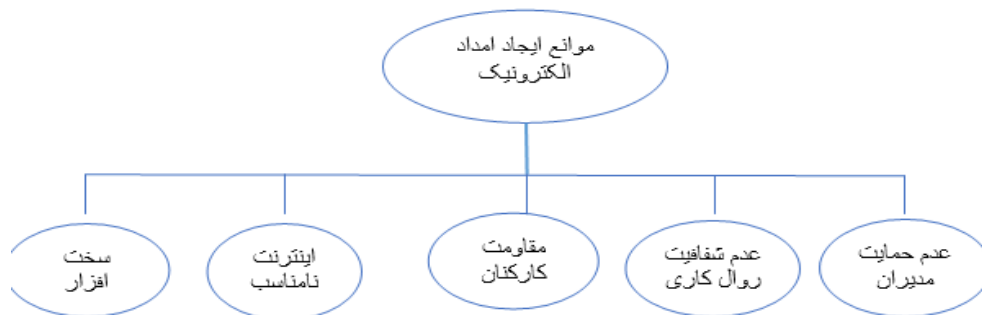 موانع ایجاد امداد
الکترونیک
عدم حمایت
مدیران
عدم شفافیت
روال کاری
مقاومت
کارکنان
اینترنت
نامناسب
سخت
افزار